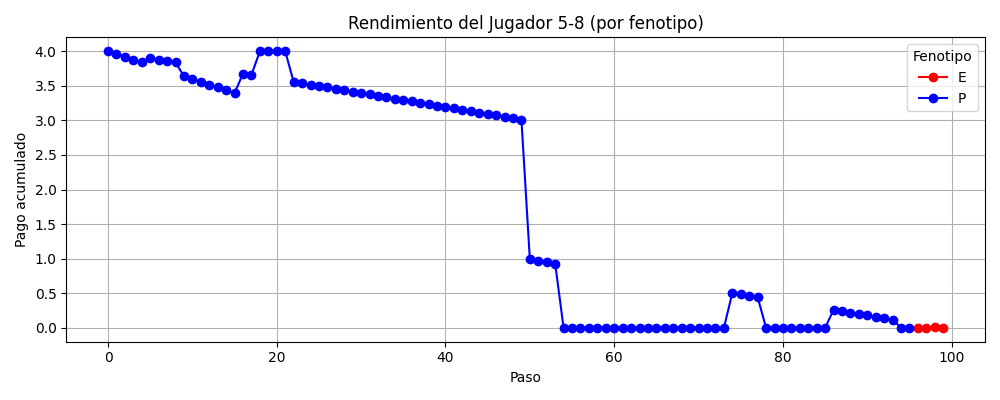 Rendimiento del Jugador 5-8 (por fenotipo)
Pago acumulado
4.0
3.5
3.0
2.5
2.0
1.5
1.0
0.5
0.0
Fenotipo
E
P
0 20 40 60 80 100
Paso